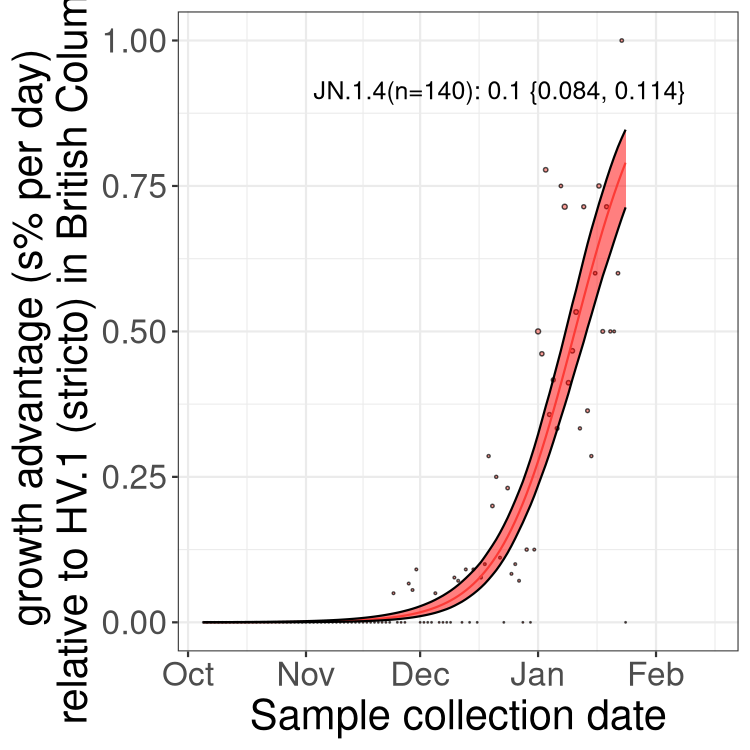 growth advantage (s% per day)
relative to HV.1 (stricto) in British Colum
1.00
0.75
0.50
0.25
0.00
JN.1.4(n=140): 0.1 {0.084, 0.114}
Oct Nov Dec Jan Feb
Sample collection date